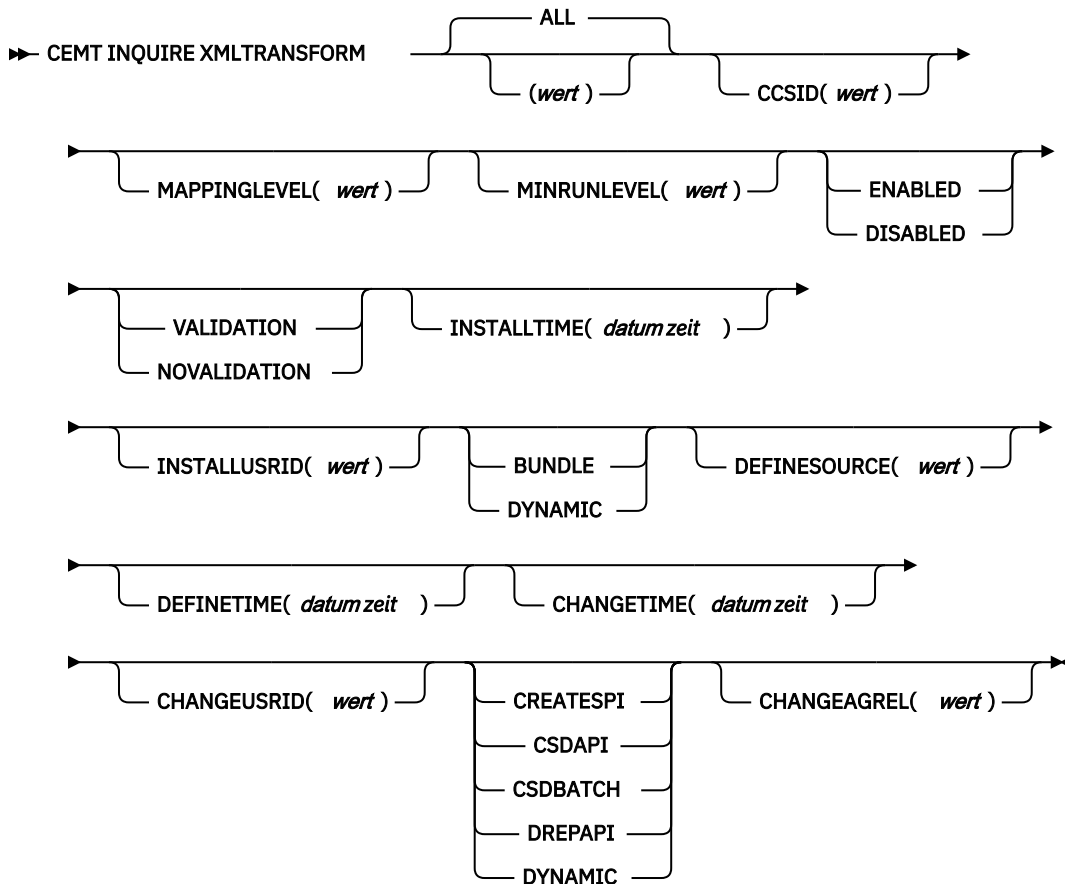 ALL
CEMT INQUIRE XMLTRANSFORM
(wert)
CCSID( wert)
MAPPINGLEVEL( wert) MINRUNLEVEL( wert) ENABLED
DISABLED
VALIDATION INSTALLTIME( datum zeit )
NOVALIDATION
INSTALLUSRID( wert) BUNDLE DEFINESOURCE( wert)
DYNAMIC
DEFINETIME( datum zeit ) CHANGETIME( datum zeit )
CHANGEUSRID( wert) CREATESPI CHANGEAGREL( wert)
CSDAPI
CSDBATCH
DREPAPI
DYNAMIC